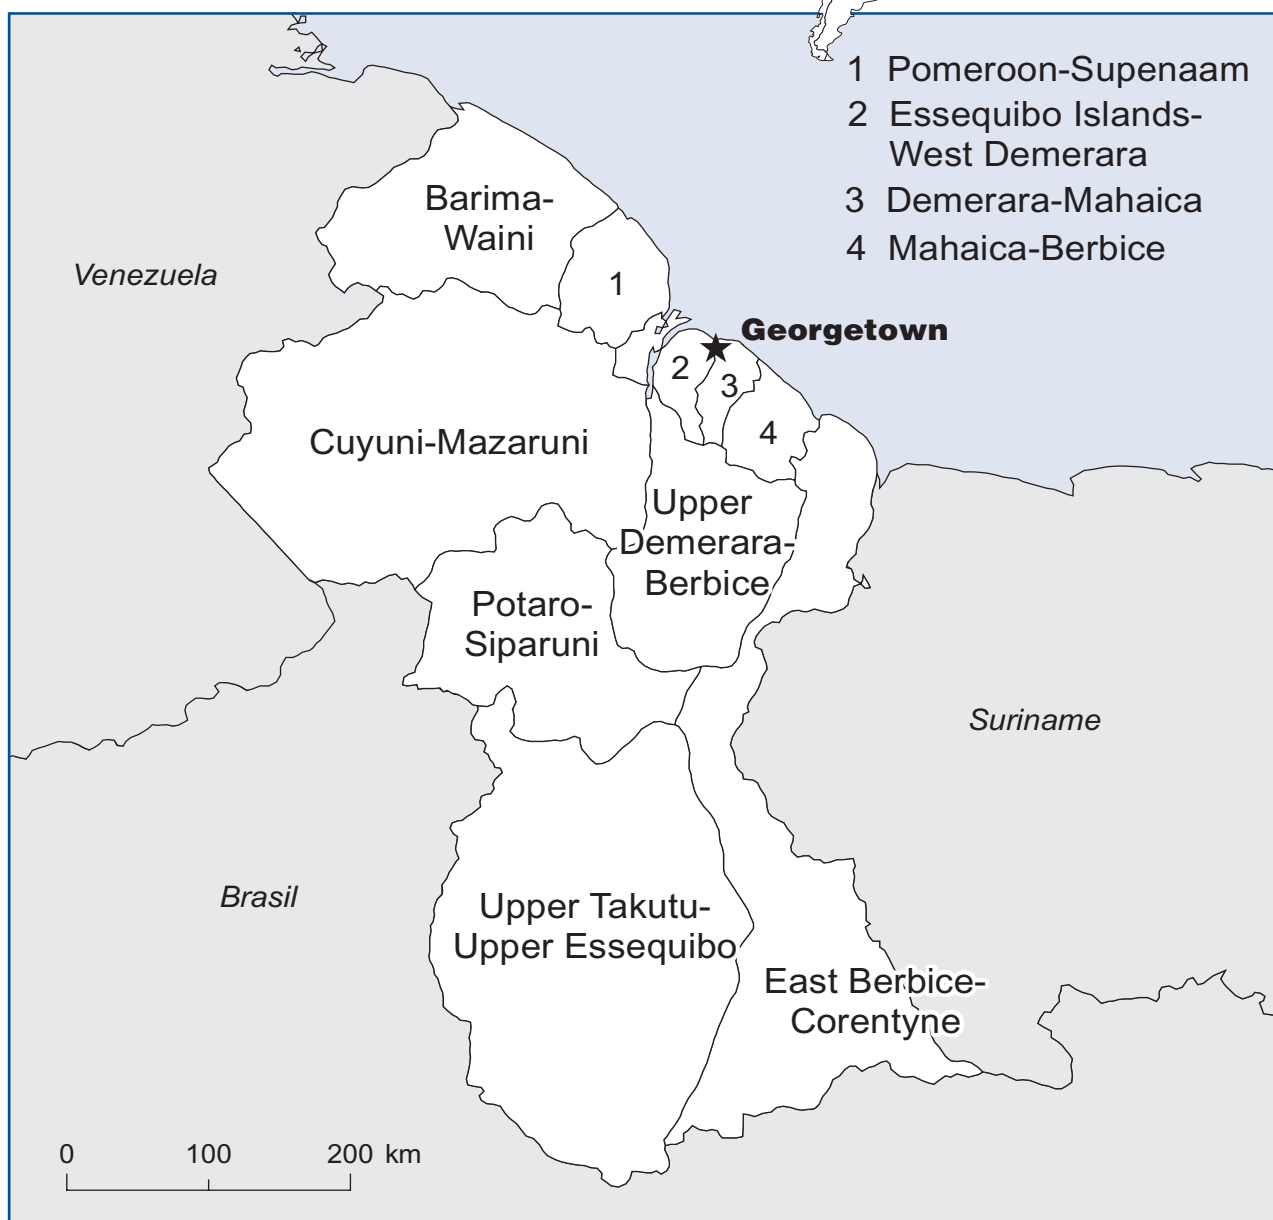 1 Pomeroon-Supenaam
2 Essequibo Islands-
West Demerara
3 Demerara-Mahaica
4 Mahaica-Berbice
Barima-
Waini
Venezuela
1
Georgetown
2
3
4
Cuyuni-Mazaruni
Upper
Demerara-
Berbice
Potaro-
Siparuni
Suriname
Brasil
Upper Takutu-
Upper Essequibo
East Berbice-
Corentyne
0 100 200 km